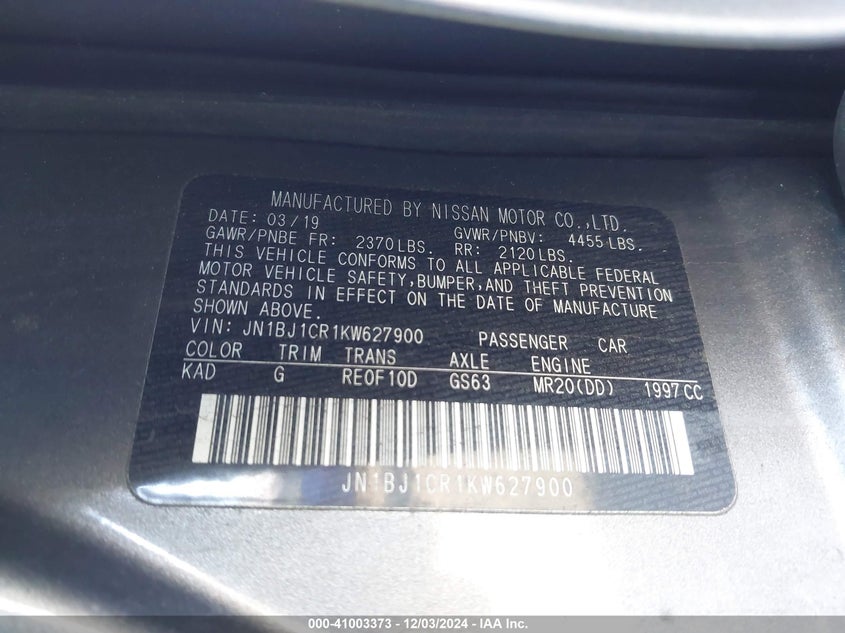 MANUFACTURED BY NISSAN MOTOR CO.,LTD.
DATE: 03/19 GVWR/PNBV: 4455LBS.
GAWR/PNBE FR: 2370LBS. RR: 2120LBS.
THIS VEHICLE CONFORMS TO ALL APPLICABLE FEDERAL
MOTOR VEHICLE SAFETY,BUMPER,AND THEFT PREVENTION
STANDARDS IN EFFECT ON THE DATE OF MANUFACTURE
SHOWN ABOVE.
VIN: JN1BJ1CR1KW627900 PASSENGER CAR
COLOR TRIM TRANS AXLE ENGINE
KAD G RE0F10D GS63 MR20(DD) 1997CC
JN1BJ1CR1KW627900
000-41003373 - 12/03/2024 - IAA Inc.